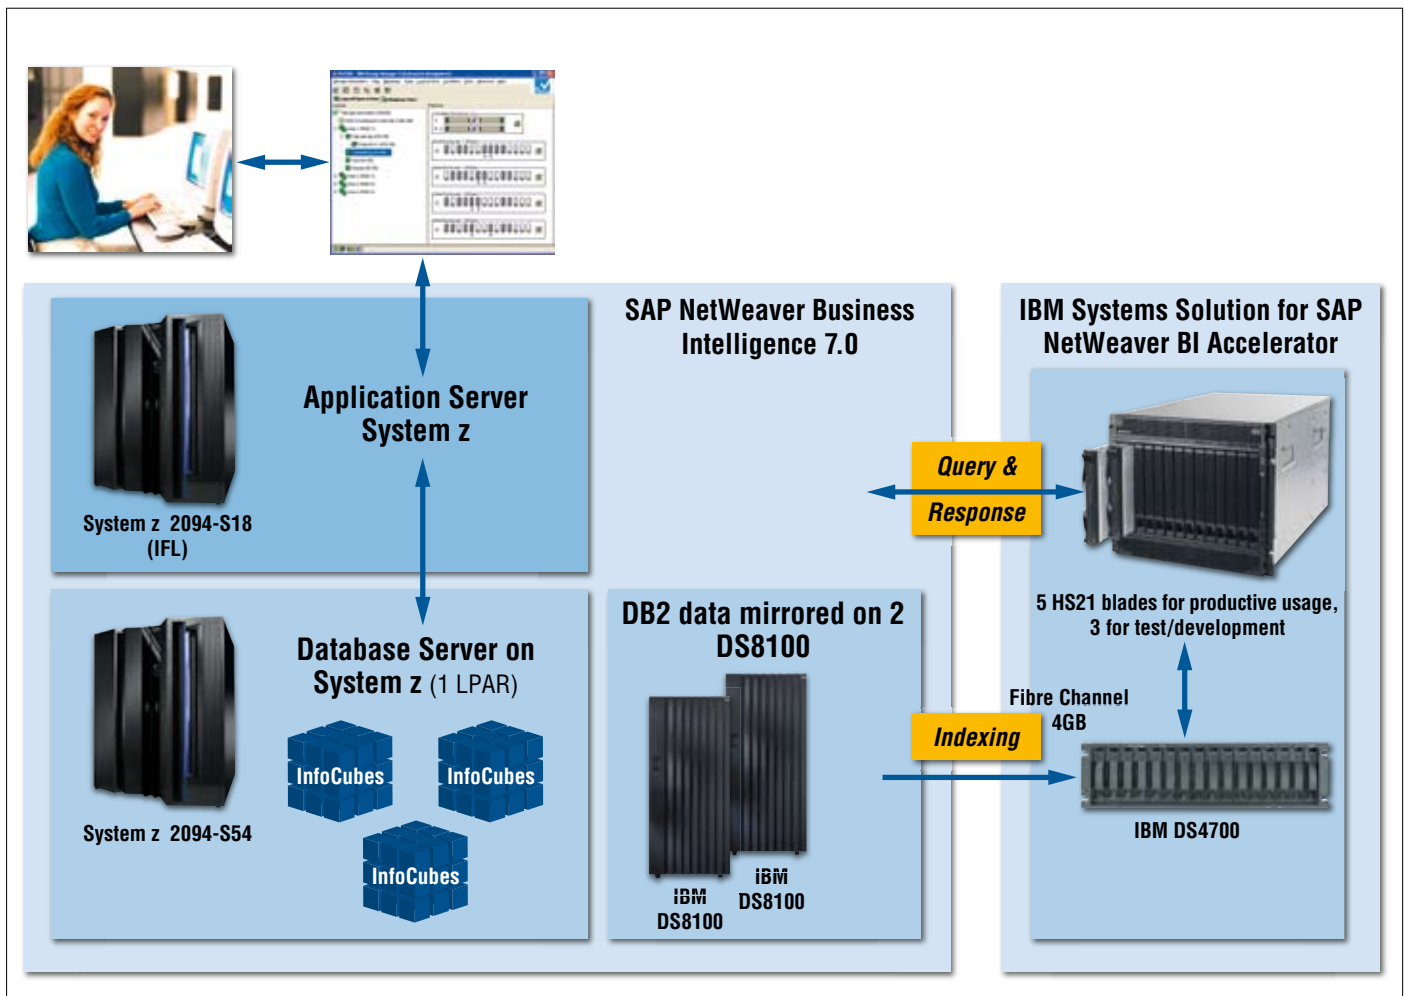 SAP NetWeaver Business
Intelligence 7.0
IBM Systems Solution for SAP
NetWeaver BI Accelerator
Application Server
System z
System z 2094-S18
(IFL)
Query &
Response
5 HS21 blades for productive usage,
3 for test/development
Database Server on
System z (1 LPAR)
InfoCubes
InfoCubes
InfoCubes
System z 2094-S54
DB2 data mirrored on 2
DS8100
IBM
DS8100
IBM
DS8100
Indexing
Fibre Channel
4GB
IBM DS4700